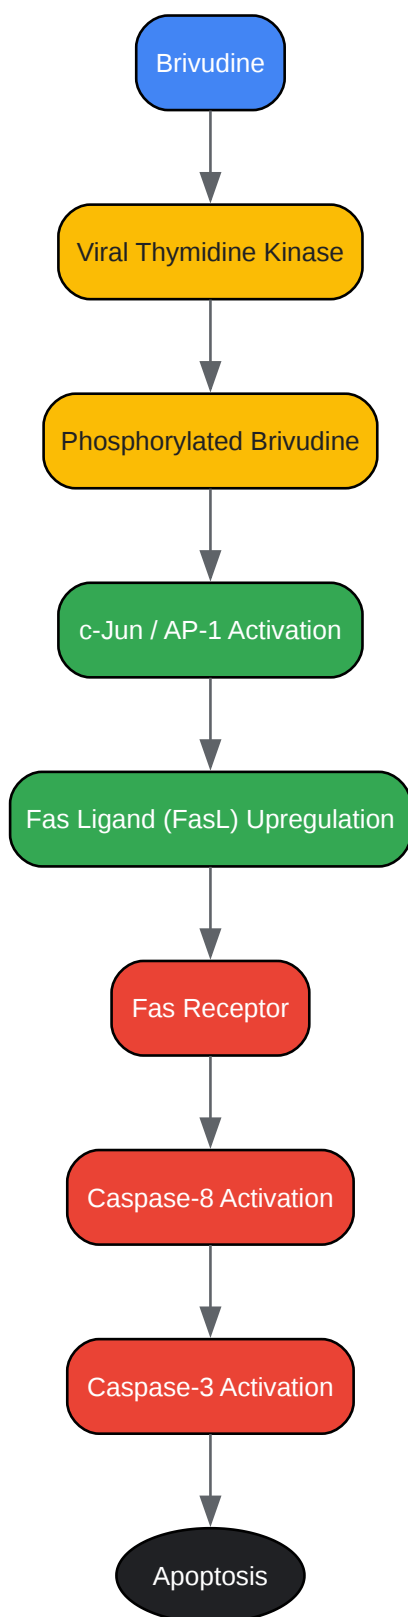 Brivudine
Viral Thymidine Kinase
Phosphorylated Brivudine
c-Jun / AP-1 Activation
Fas Ligand (FasL) Upregulation
Fas Receptor
Caspase-8 Activation
Caspase-3 Activation
Apoptosis